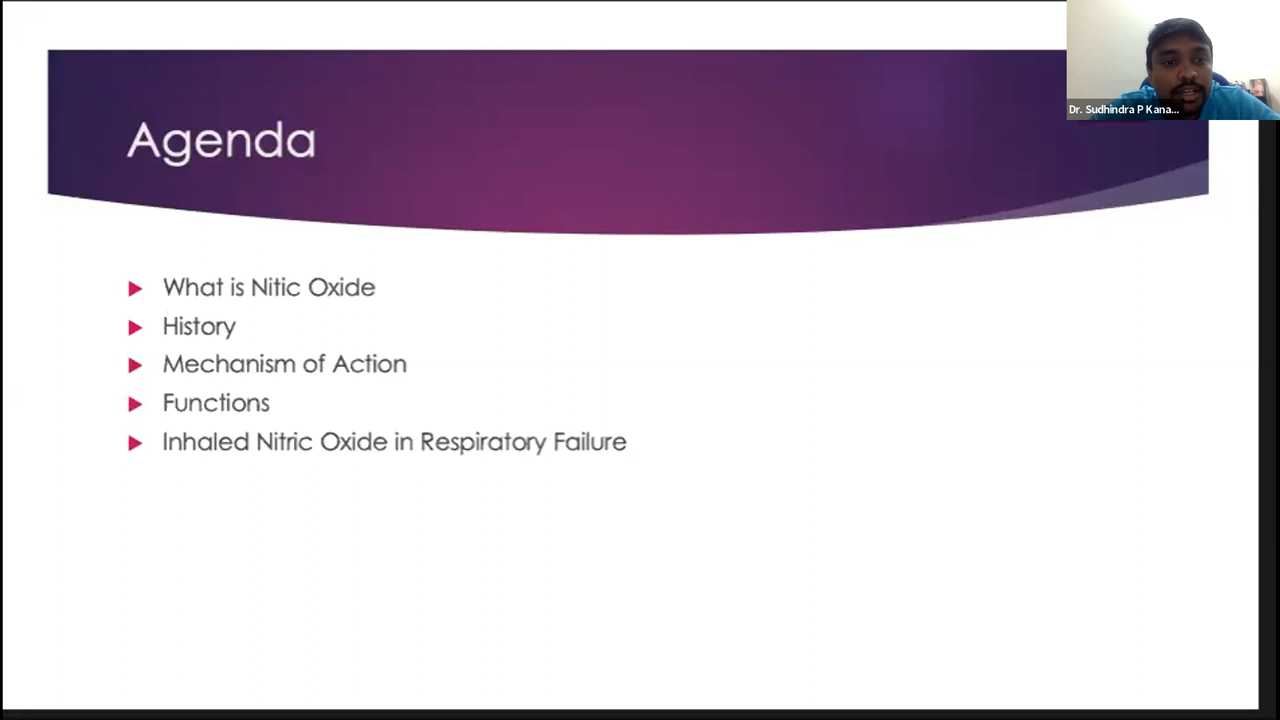 Agenda
Dr. Sudhindra P Kana...
What is Nitic Oxide
History
Mechanism of Action
Functions
Inhaled Nitric Oxide in Respiratory Failure